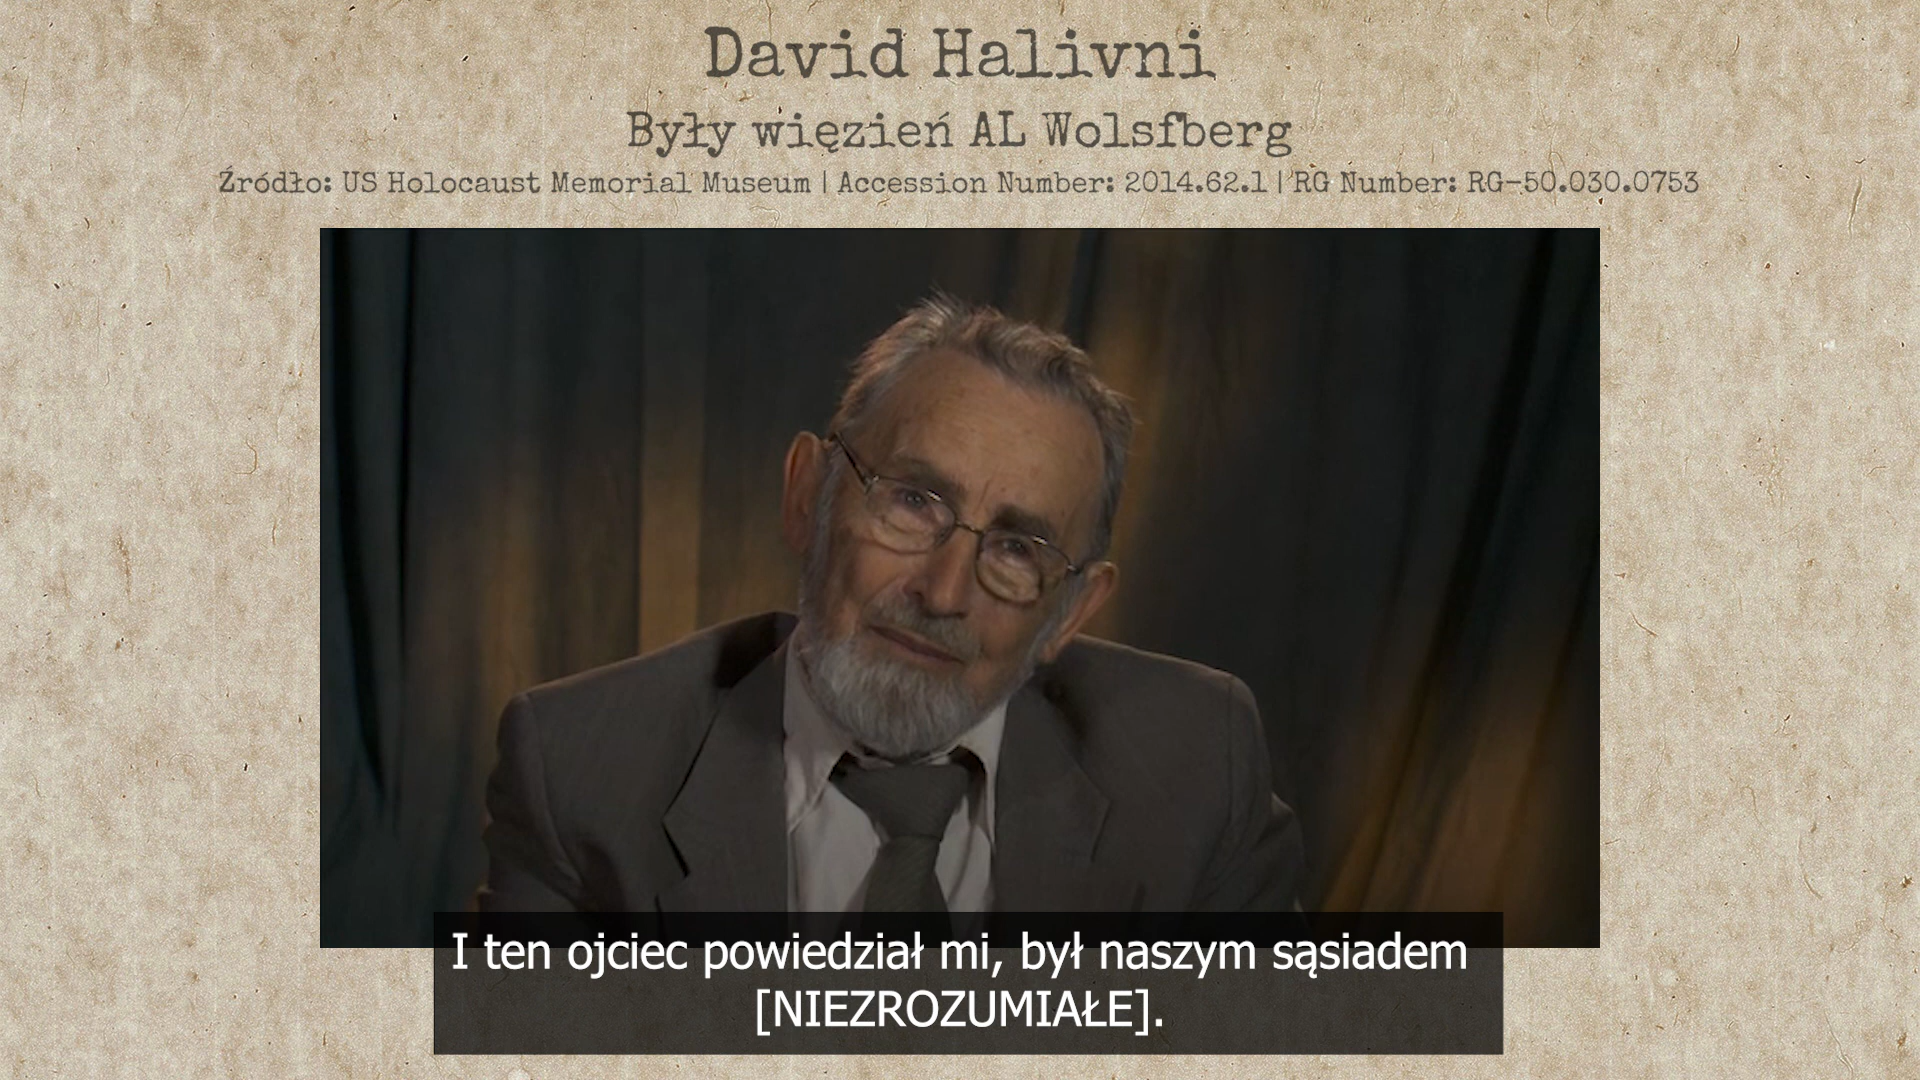 David Halivni
Były więzień AL Wolsfberg
Źródło: US Holocaust Memorial Museum | Accession Number: 2014.62.1 | RG Number: RG-50.030.0753
I ten ojciec powiedział mi, był naszym sąsiadem
[NIEZROZUMIAŁE].